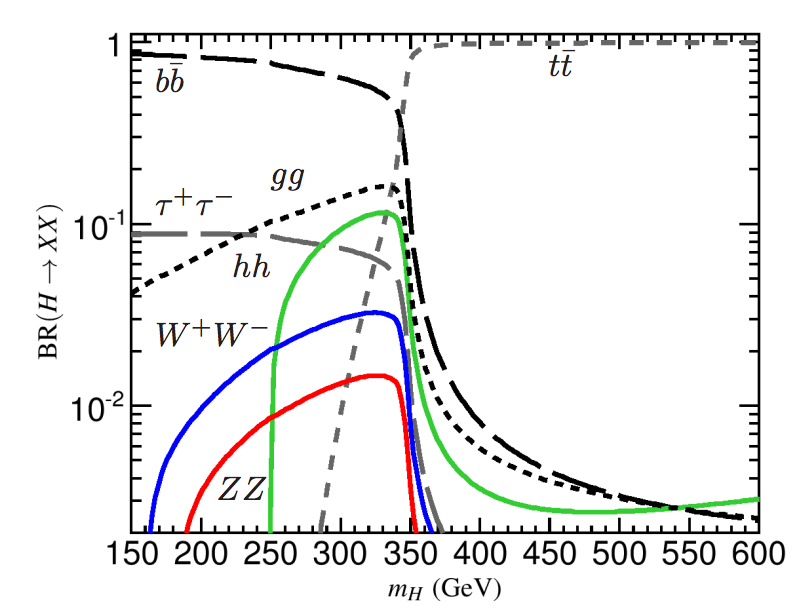 1
10⁻¹
10⁻²
BR(H → XX)
bb̄
tt̄
gg
τ⁺τ⁻
hh
W⁺W⁻
ZZ
150 200 250 300 350 400 450 500 550 600
m_H (GeV)